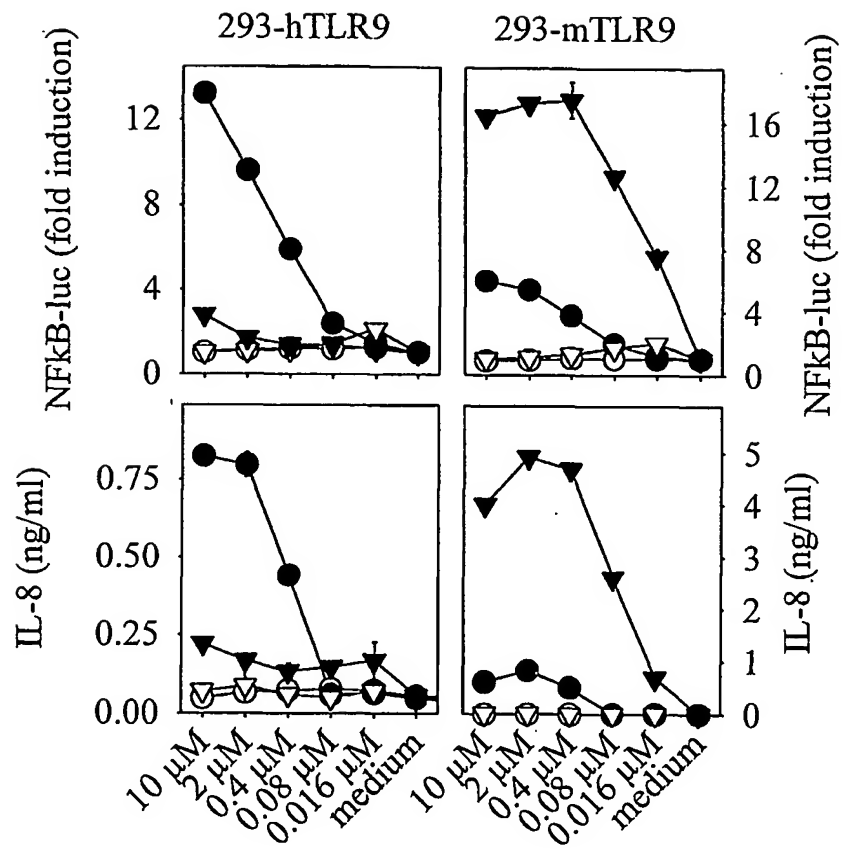 293-hTLR9
293-mTLR9
NFkB-luc (fold induction)
12
8
4
0
16
12
8
4
0
NFkB-luc (fold induction)
IL-8 (ng/ml)
0.75
0.50
0.25
0.00
5
4
3
2
1
0
IL-8 (ng/ml)
10 µM
2 µM
0.4 µM
0.08 µM
0.016 µM
medium
10 µM
2 µM
0.4 µM
0.08 µM
0.016 µM
medium